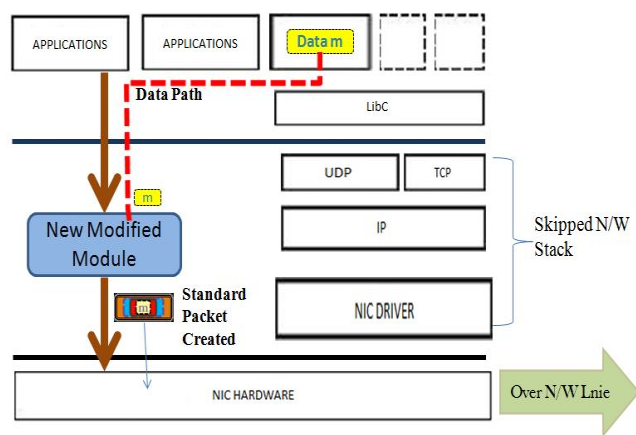 APPLICATIONS
APPLICATIONS
Data m
Data Path
LibC
UDP
TCP
m
New Modified
Module
IP
Skipped N/W
Stack
m
Standard
Packet
Created
NIC DRIVER
NIC HARDWARE
Over N/W Lnie